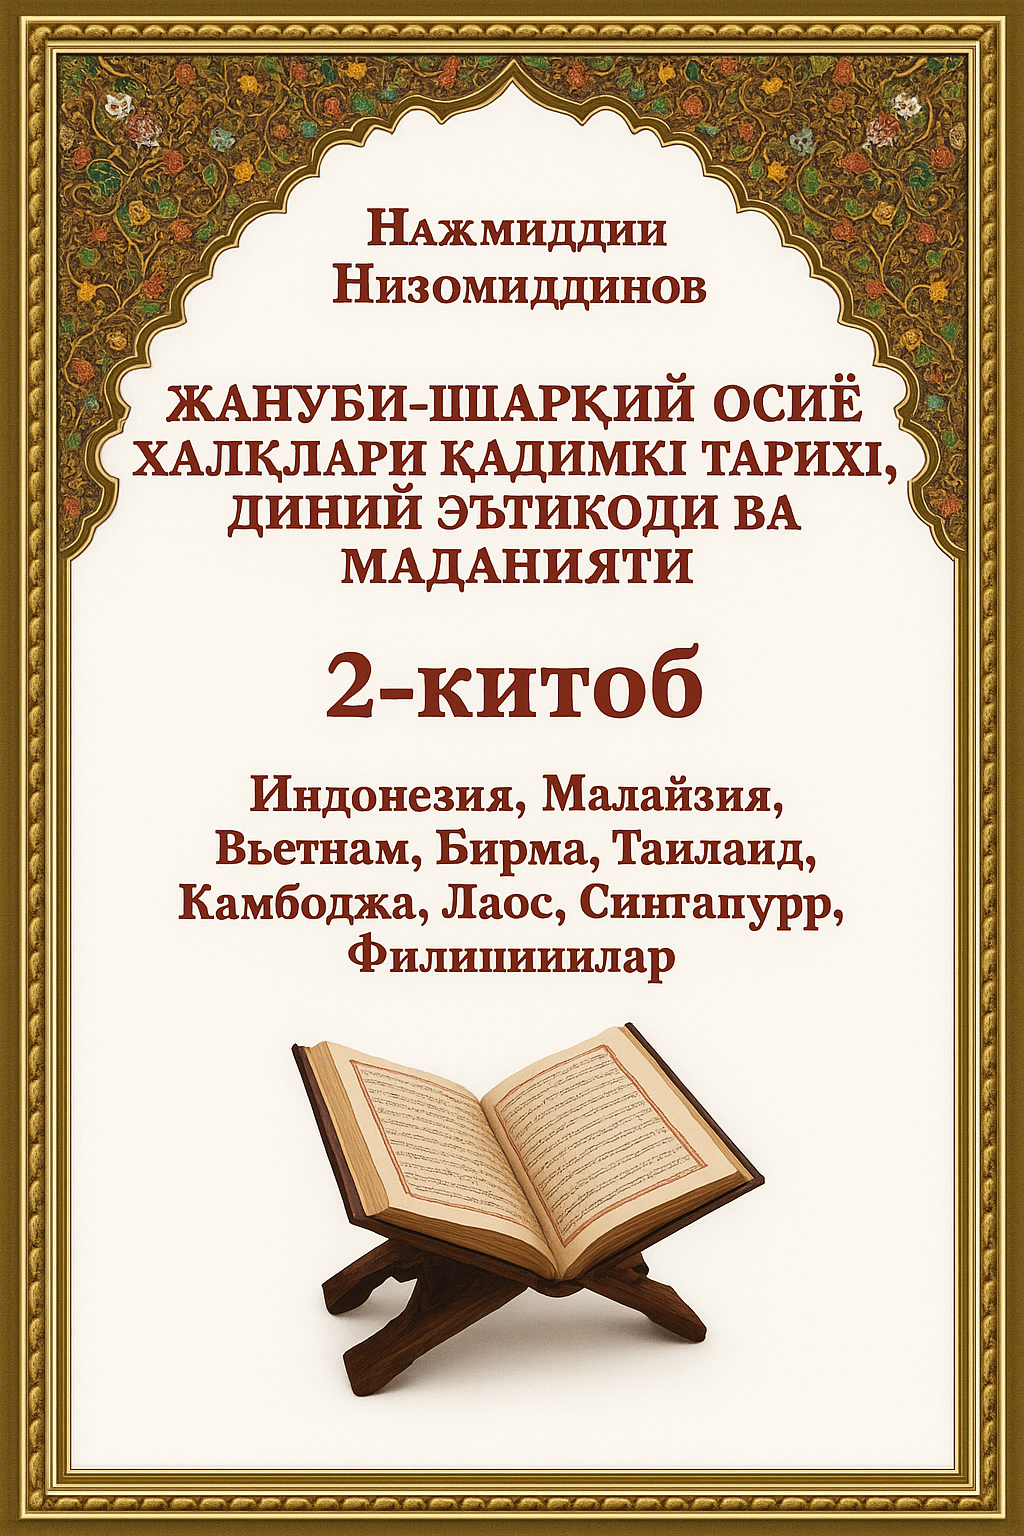 Нажмиддии
Низомиддинов
ЖАНУБИ-ШАРҚИЙ ОСИЁ
ХАЛҚЛАРИ ҚАДИМКІ ТАРИХІ,
ДИНИЙ ЭЪТИКОДИ ВА
МАДАНИЯТИ
2-китоб
Индонезия, Малайзия,
Вьетнам, Бирма, Таилаид,
Камбоджа, Лаос, Сингапурр,
Филипииилар